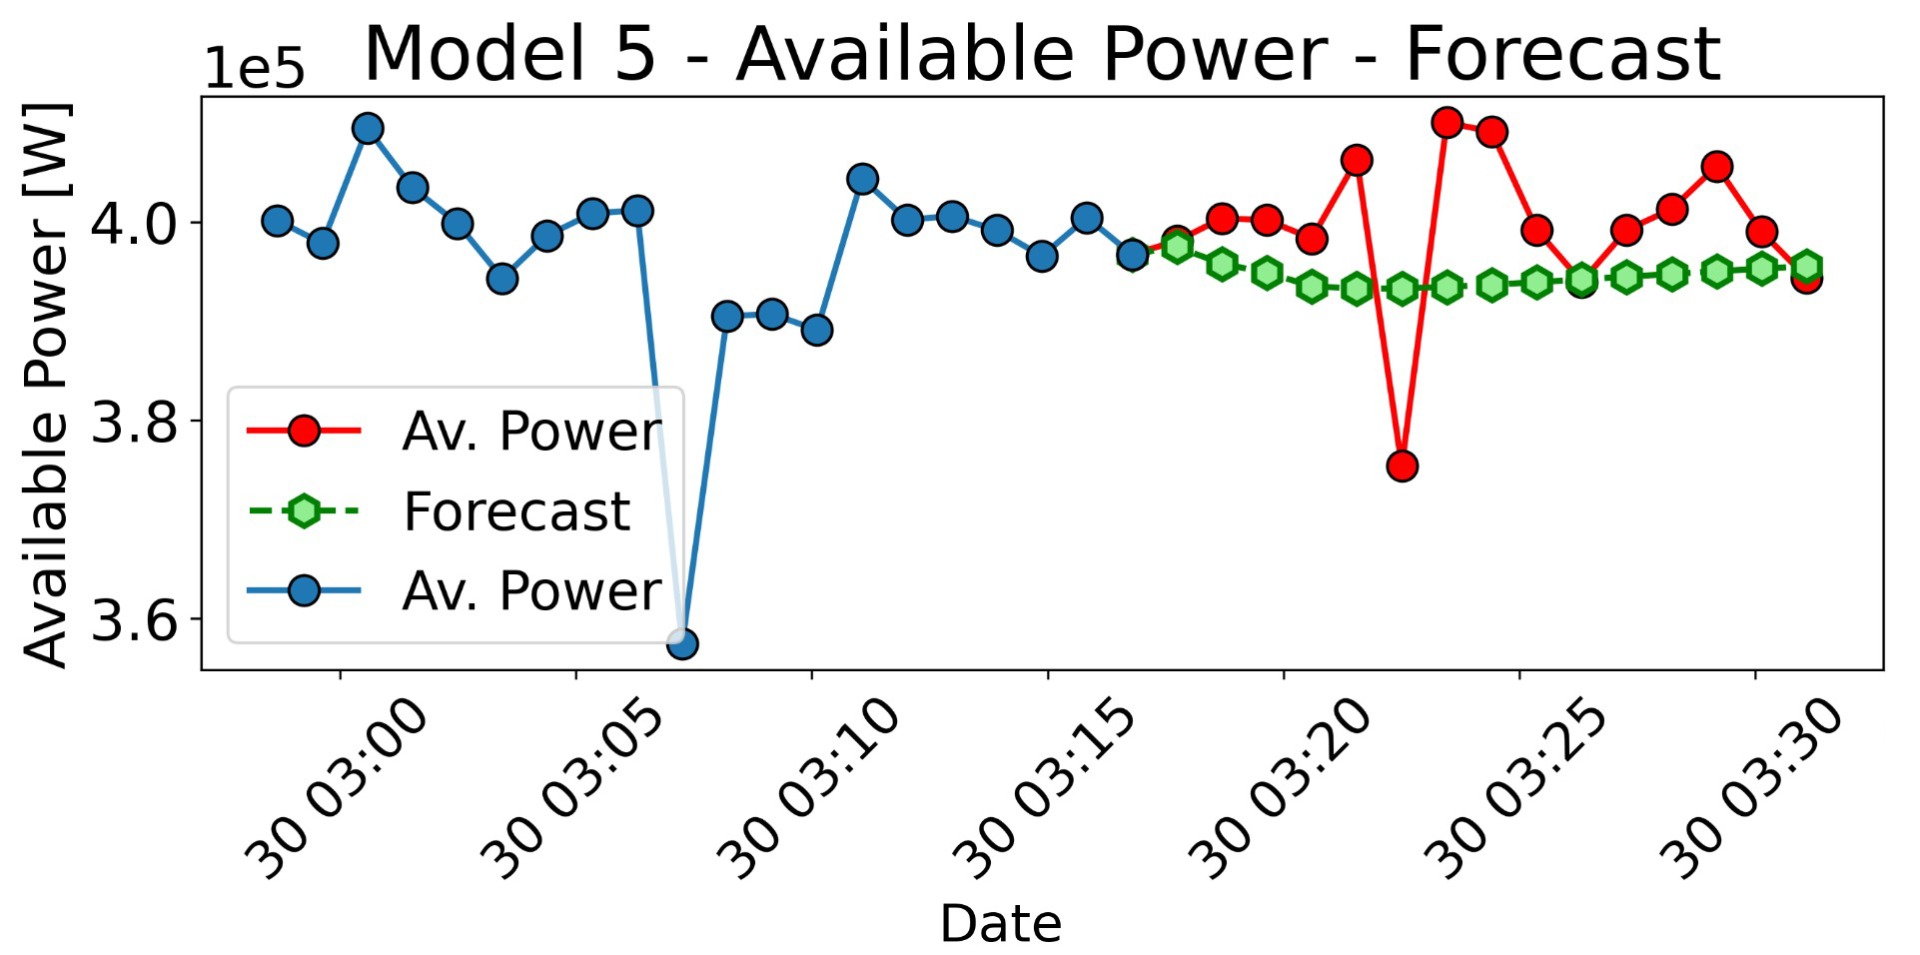 Model 5 - Available Power - Forecast
1e5
Available Power [W]
4.0
3.8
3.6
Av. Power
Forecast
Av. Power
30 03:00
30 03:05
30 03:10
30 03:15
30 03:20
30 03:25
30 03:30
Date